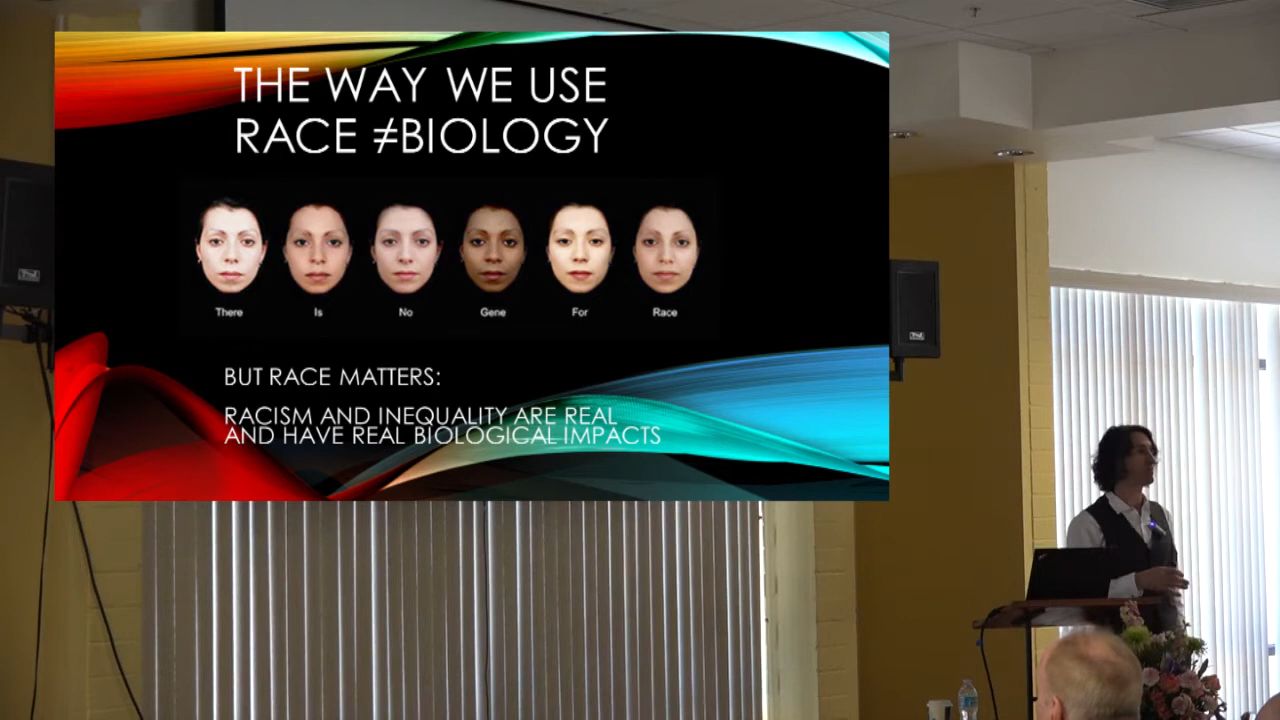 THE WAY WE USE
RACE ≠BIOLOGY
There Is No Gene For Race
BUT RACE MATTERS:
RACISM AND INEQUALITY ARE REAL
AND HAVE REAL BIOLOGICAL IMPACTS